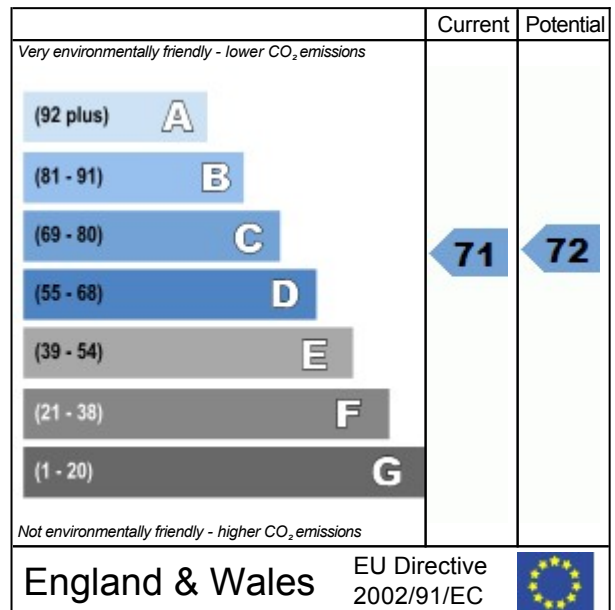 Current Potential
Very environmentally friendly - lower CO₂ emissions
(92 plus) A
(81 - 91) B
(69 - 80) C
71 72
(55 - 68) D
(39 - 54) E
(21 - 38) F
(1 - 20) G
Not environmentally friendly - higher CO₂ emissions
England & Wales
EU Directive
2002/91/EC